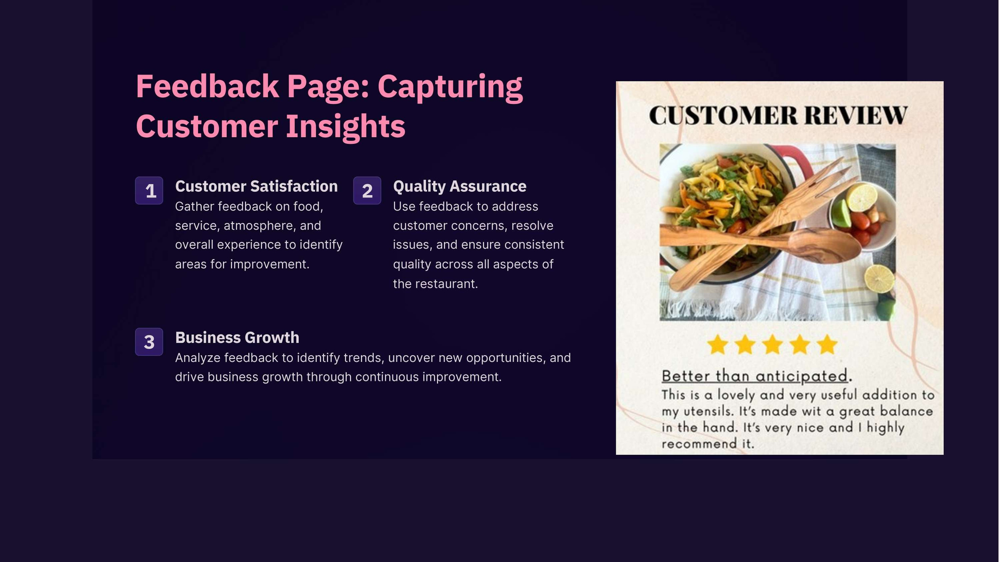 Feedback Page: Capturing
Customer Insights
1
Customer Satisfaction
Gather feedback on food,
service, atmosphere, and
overall experience to identify
areas for improvement.
2
Quality Assurance
Use feedback to address
customer concerns, resolve
issues, and ensure consistent
quality across all aspects of
the restaurant.
3
Business Growth
Analyze feedback to identify trends, uncover new opportunities, and
drive business growth through continuous improvement.
CUSTOMER REVIEW
Better than anticipated.
This is a lovely and very useful addition to
my utensils. It's made wit a great balance
in the hand. It's very nice and I highly
recommend it.